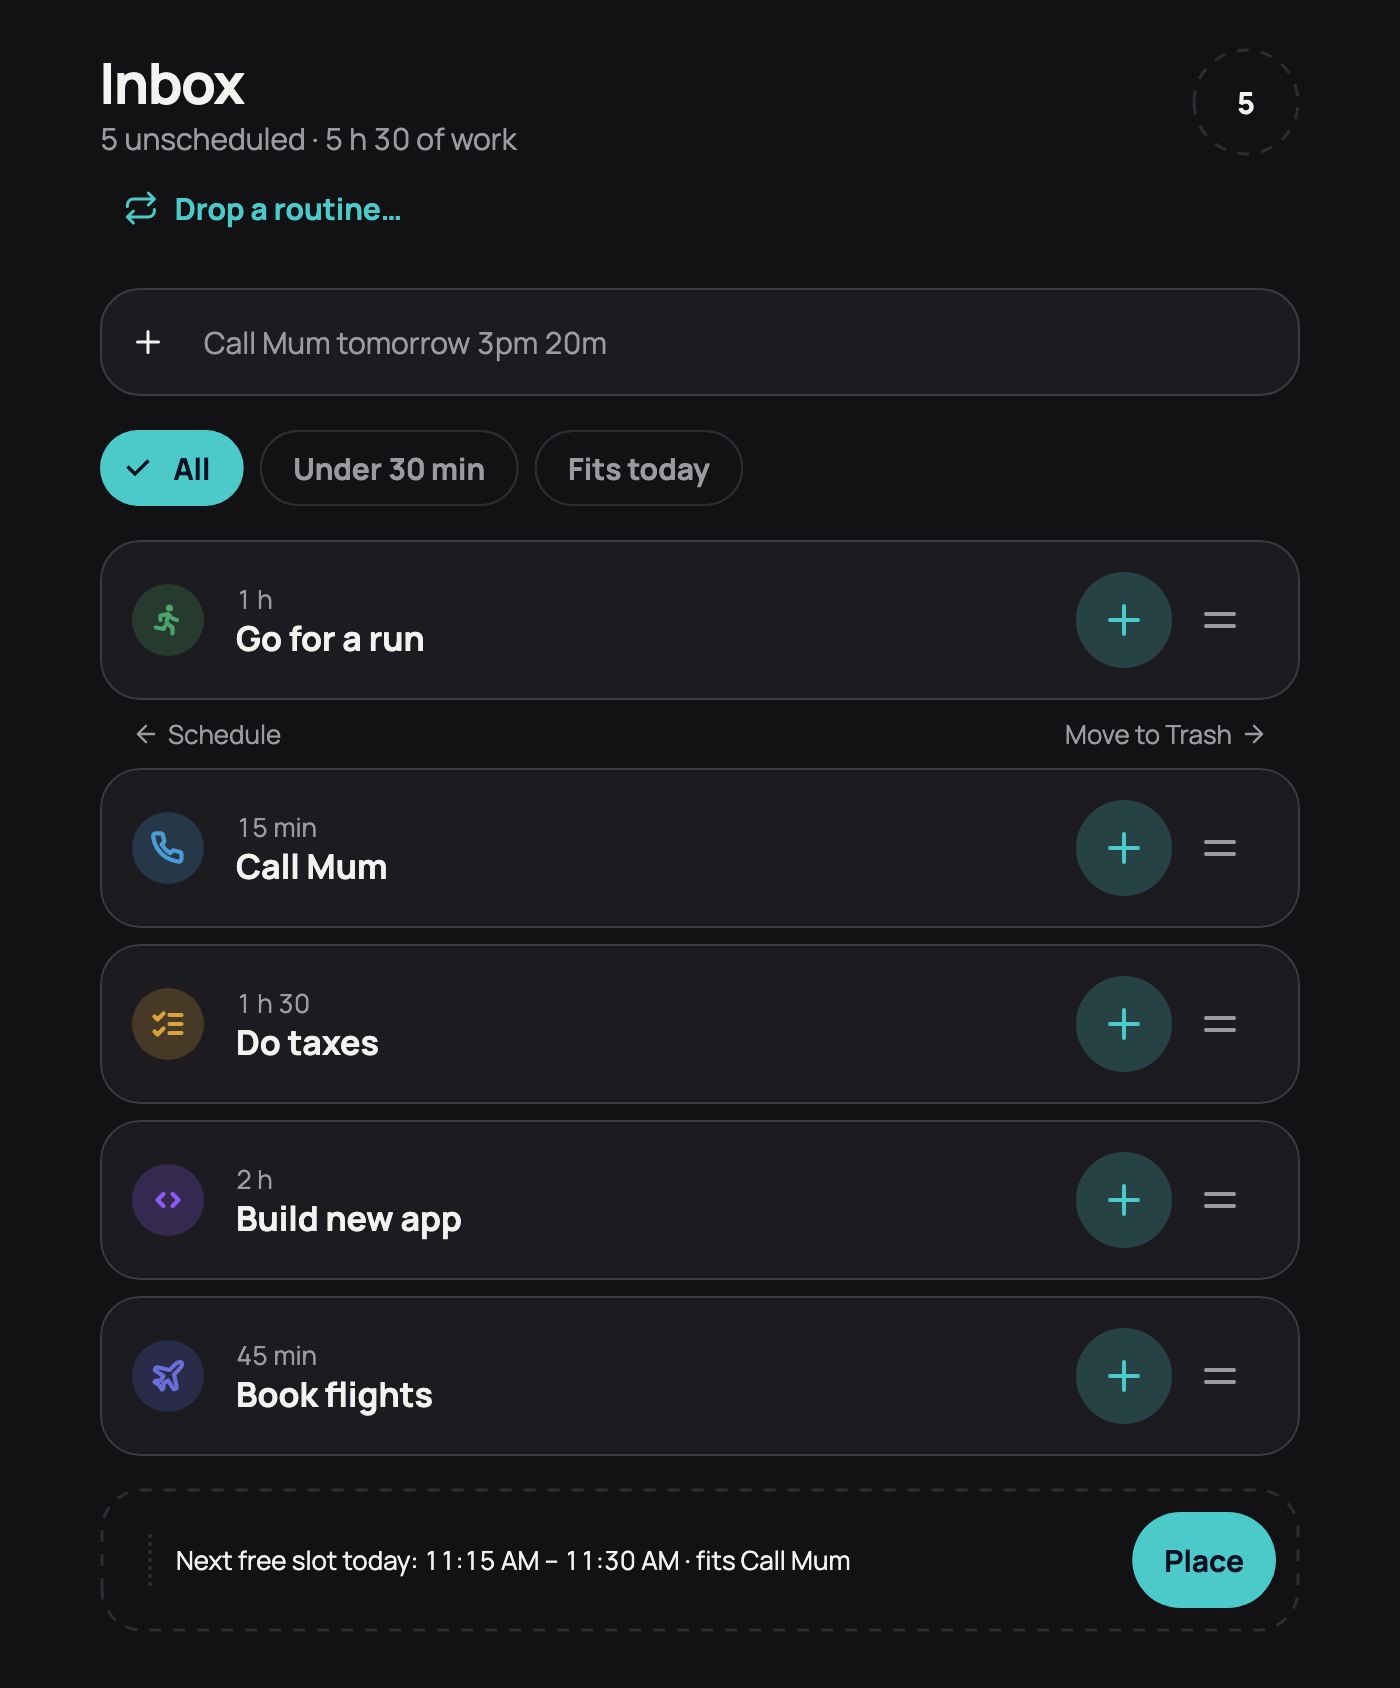 Inbox
5
5 unscheduled · 5 h 30 of work
Drop a routine...
Call Mum tomorrow 3pm 20m
All
Under 30 min
Fits today
1 h
Go for a run
← Schedule
Move to Trash →
15 min
Call Mum
1 h 30
Do taxes
2 h
Build new app
45 min
Book flights
Next free slot today: 11:15 AM – 11:30 AM · fits Call Mum
Place